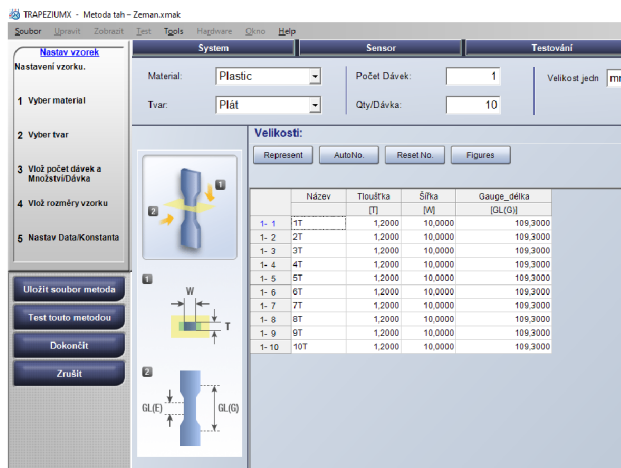 TRAPEZIUMX - Metoda tah - Zeman.xmak
Soubor Upravit Zobrazit Test Tools Hardware Okno Help
Nastav vzorek
Nastavení vzorku.
1 Vyber material
2 Vyber tvar
3 Vlož počet dávek a
Množství/Dávka
4 Vlož rozměry vzorku
5 Nastav Data/Konstanta
Uložit soubor metoda
Test touto metodou
Dokončit
Zrušit
System Sensor Testování
Material: Plastic Počet Dávek: 1 Velikost jedn
Tvar: Plát Qty/Dávka: 10
Velikosti:
Represent AutoNo. Reset No. Figures
1
2
1
W
T
2
GL(E) GL(G)
Název Tloušťka Šířka Gauge_délka
[T] [W] [GL(G)]
1- 1 1T 1,2000 10,0000 109,3000
1- 2 2T 1,2000 10,0000 109,3000
1- 3 3T 1,2000 10,0000 109,3000
1- 4 4T 1,2000 10,0000 109,3000
1- 5 5T 1,2000 10,0000 109,3000
1- 6 6T 1,2000 10,0000 109,3000
1- 7 7T 1,2000 10,0000 109,3000
1- 8 8T 1,2000 10,0000 109,3000
1- 9 9T 1,2000 10,0000 109,3000
1- 10 10T 1,2000 10,0000 109,3000